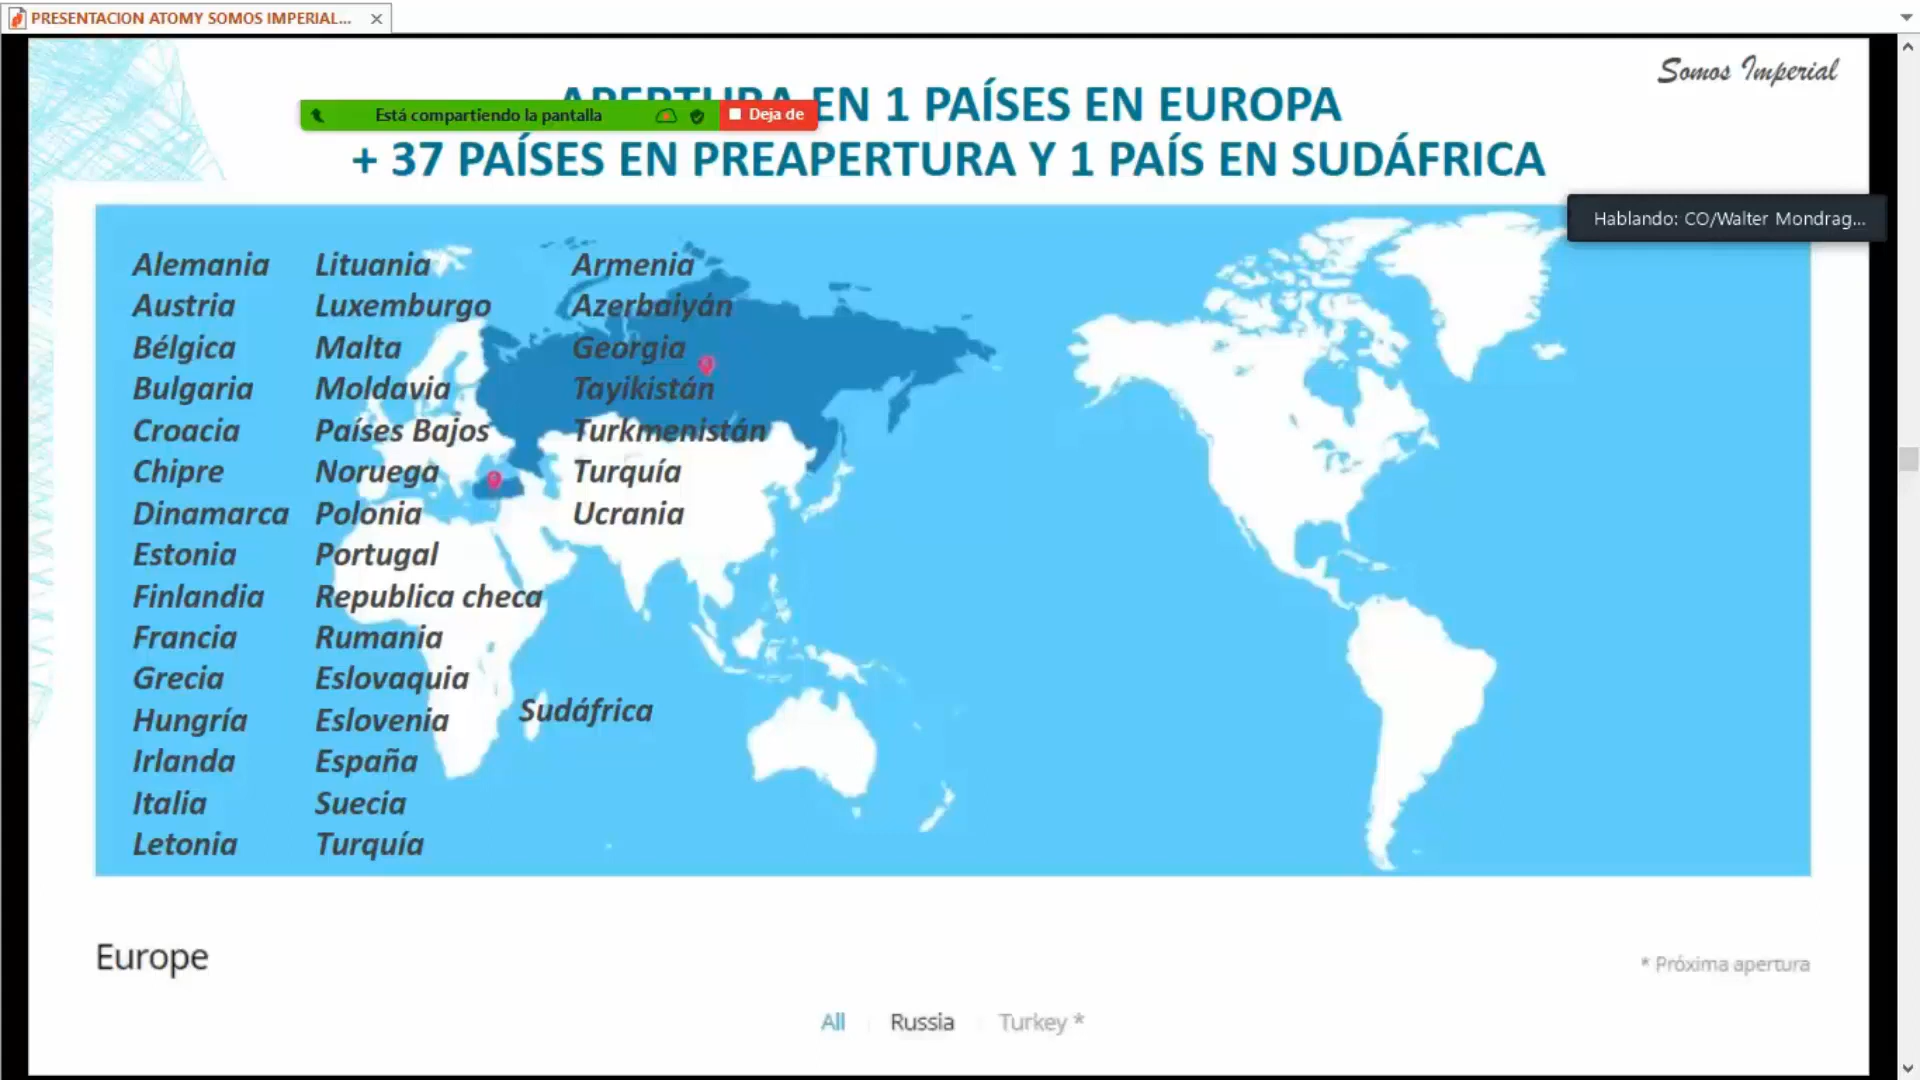 PRESENTACION ATOMY SOMOS IMPERIAL...
Somos Imperial
APERTURA EN 1 PAÍSES EN EUROPA
Está compartiendo la pantalla
Deja de
+ 37 PAÍSES EN PREAPERTURA Y 1 PAÍS EN SUDÁFRICA
Hablando: CO/Walter Mondrag...
Alemania
Austria
Bélgica
Bulgaria
Croacia
Chipre
Dinamarca
Estonia
Finlandia
Francia
Grecia
Hungría
Irlanda
Italia
Letonia
Lituania
Luxemburgo
Malta
Moldavia
Países Bajos
Noruega
Polonia
Portugal
Republica checa
Rumania
Eslovaquia
Eslovenia
España
Suecia
Turquía
Armenia
Azerbaiyán
Georgia
Tayikistán
Turkmenistán
Turquía
Ucrania
Sudáfrica
Europe
* Próxima apertura
All
Russia
Turkey *